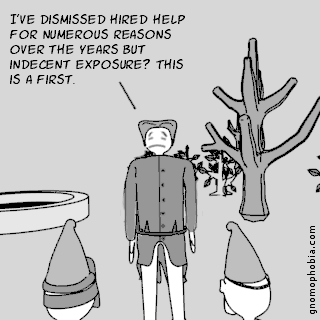 I'VE DISMISSED HIRED HELP
FOR NUMEROUS REASONS
OVER THE YEARS BUT
INDECENT EXPOSURE? THIS
IS A FIRST.
gnomophobia.com